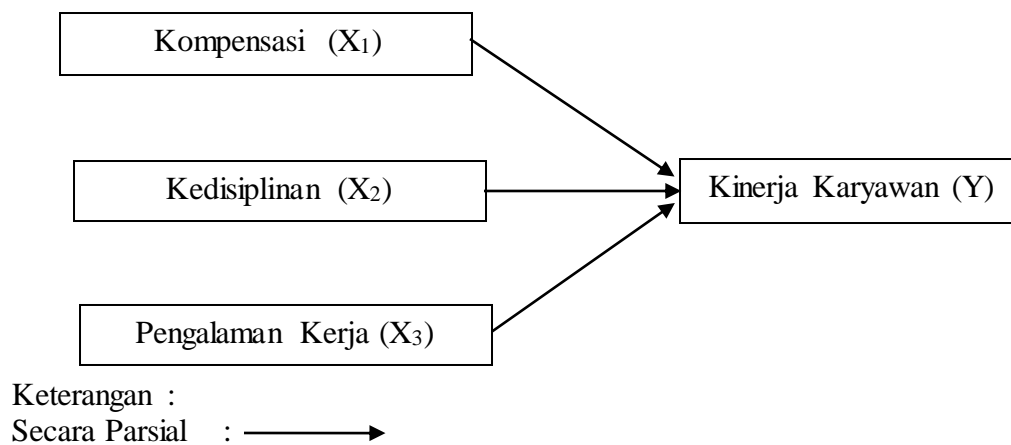 Kompensasi (X₁)
Kedisiplinan (X₂)
Kinerja Karyawan (Y)
Pengalaman Kerja (X₃)
Keterangan :
Secara Parsial :